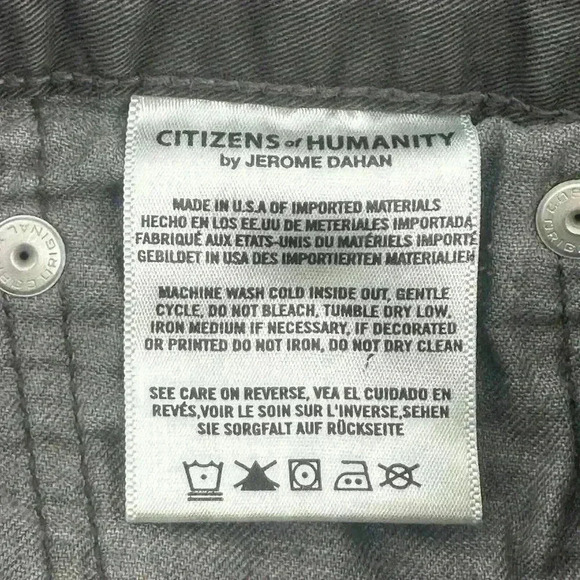 CITIZENS of HUMANITY
by JEROME DAHAN
MADE IN U.S.A OF IMPORTED MATERIALS
HECHO EN LOS EE.UU DE METERIALES IMPORTADA
FABRIQUÉ AUX ETATS-UNIS DU MATÉRIELS IMPORTÉ
GEBILDET IN USA DES IMPORTIERTEN MATERIALIEN
MACHINE WASH COLD INSIDE OUT, GENTLE
CYCLE, DO NOT BLEACH, TUMBLE DRY LOW,
IRON MEDIUM IF NECESSARY, IF DECORATED
OR PRINTED DO NOT IRON, DO NOT DRY CLEAN
SEE CARE ON REVERSE, VEA EL CUIDADO EN
REVÉS,VOIR LE SOIN SUR L'INVERSE,SEHEN
SIE SORGFALT AUF RÜCKSEITE
ORIGINAL